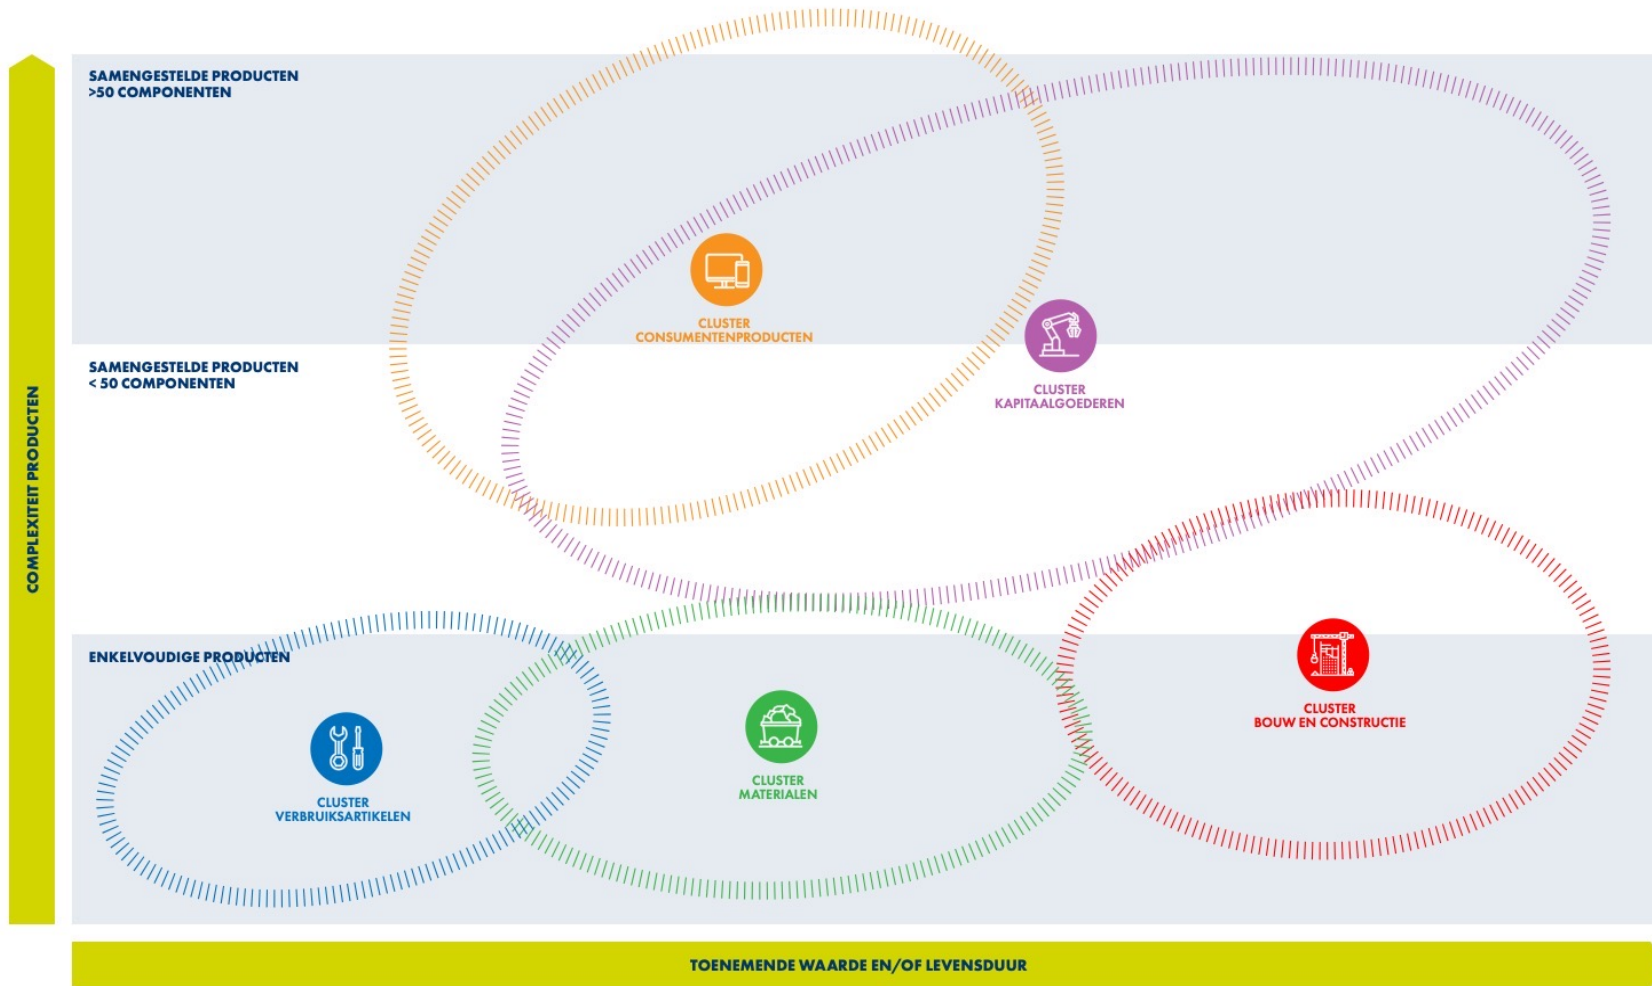 SAMENGESTELDE PRODUCTEN
>50 COMPONENTEN
CLUSTER
CONSUMENTENPRODUCTEN
SAMENGESTELDE PRODUCTEN
< 50 COMPONENTEN
CLUSTER
KAPITAALGOEDEREN
COMPLEXITEIT PRODUCTEN
ENKELVOUDIGE PRODUCTEN
CLUSTER
BOUW EN CONSTRUCTIE
CLUSTER
MATERIALEN
CLUSTER
VERBRUIKSARTIKELEN
TOENEMENDE WAARDE EN/OF LEVENSDUUR